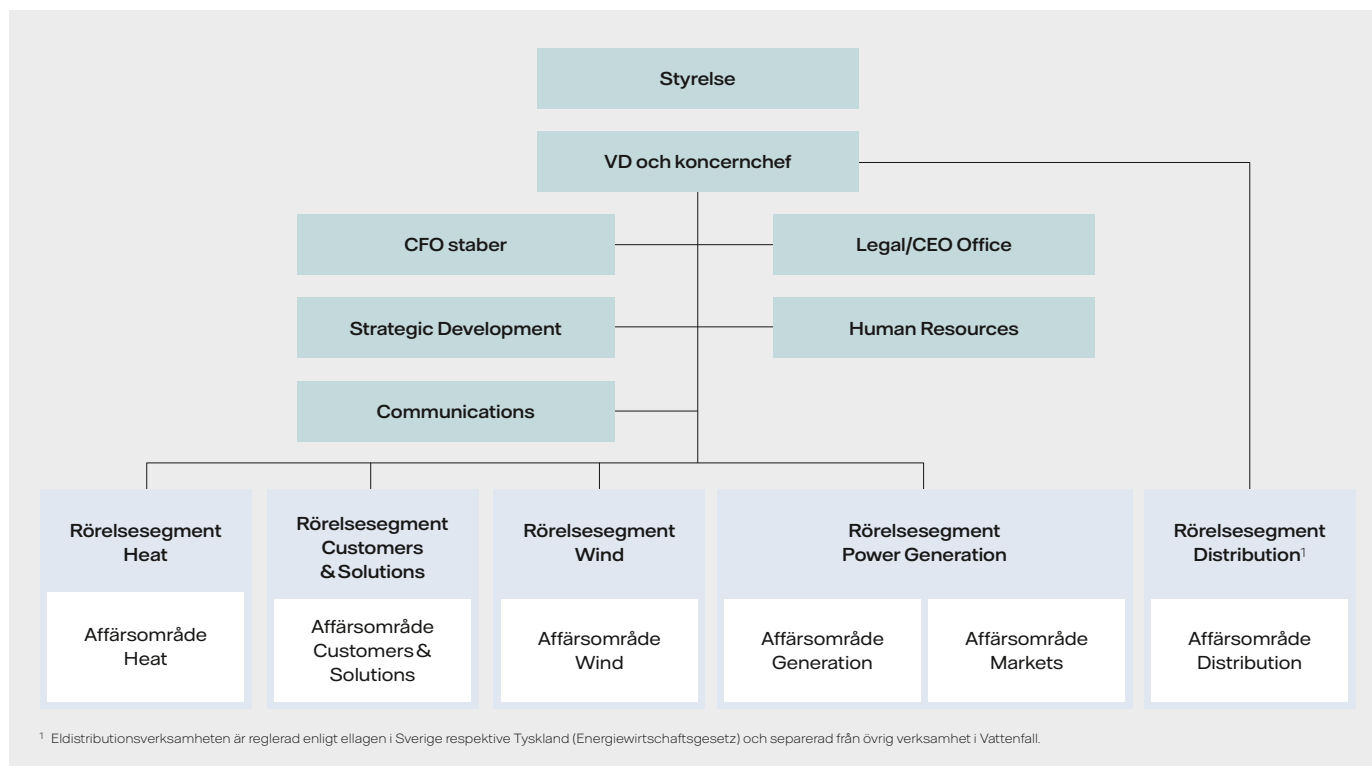 Styrelse
VD och koncernchef
CFO staber
Legal/CEO Office
Strategic Development
Human Resources
Communications
Rörelsesegment
Heat
Affärsområde
Heat
Rörelsesegment
Customers
& Solutions
Affärsområde
Customers &
Solutions
Rörelsesegment
Wind
Affärsområde
Wind
Rörelsesegment
Power Generation
Affärsområde
Generation
Affärsområde
Markets
Rörelsesegment
Distribution¹
Affärsområde
Distribution
¹ Eldistributionsverksamheten är reglerad enligt ellagen i Sverige respektive Tyskland (Energiewirtschaftsgesetz) och separerad från övrig verksamhet i Vattenfall.